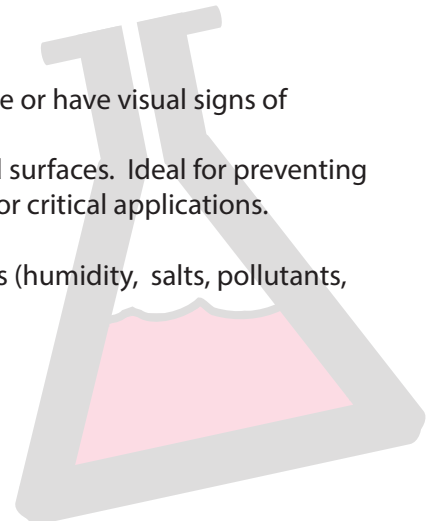 e or have visual signs of
l surfaces. Ideal for preventing
or critical applications.
s (humidity, salts, pollutants,